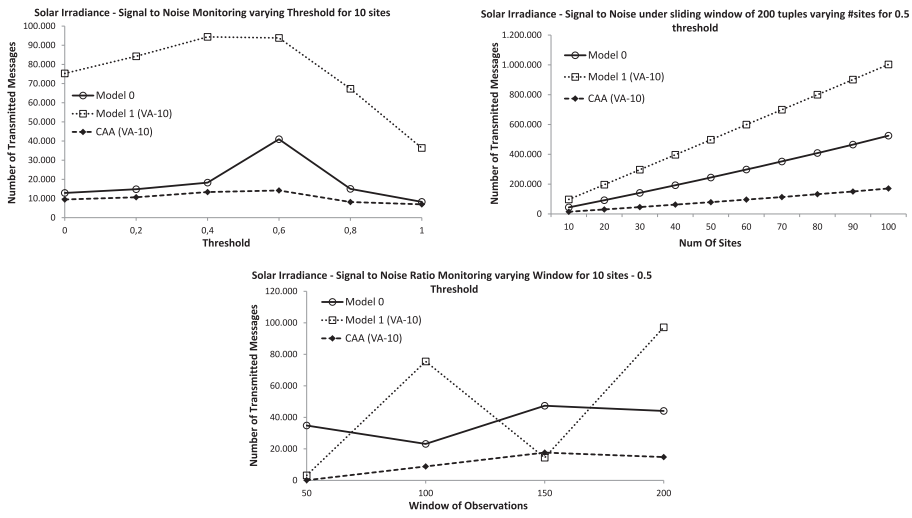 Solar Irradiance - Signal to Noise Monitoring varying Threshold for 10 sites
100.000
90.000
80.000
70.000
60.000
50.000
40.000
30.000
20.000
10.000
0
Number of Transmitted Messages
Model 0
Model 1 (VA-10)
CAA (VA-10)
0 0,2 0,4 0,6 0,8 1
Threshold
Solar Irradiance - Signal to Noise under sliding window of 200 tuples varying #sites for 0.5
threshold
1.200.000
1.000.000
800.000
600.000
400.000
200.000
0
Number of Transmitted Messages
Model 0
Model 1 (VA-10)
CAA (VA-10)
10 20 30 40 50 60 70 80 90 100
Num Of Sites
Solar Irradiance - Signal to Noise Ratio Monitoring varying Window for 10 sites - 0.5
Threshold
120.000
100.000
80.000
60.000
40.000
20.000
0
Number of Transmitted Messages
Model 0
Model 1 (VA-10)
CAA (VA-10)
50 100 150 200
Window of Observations